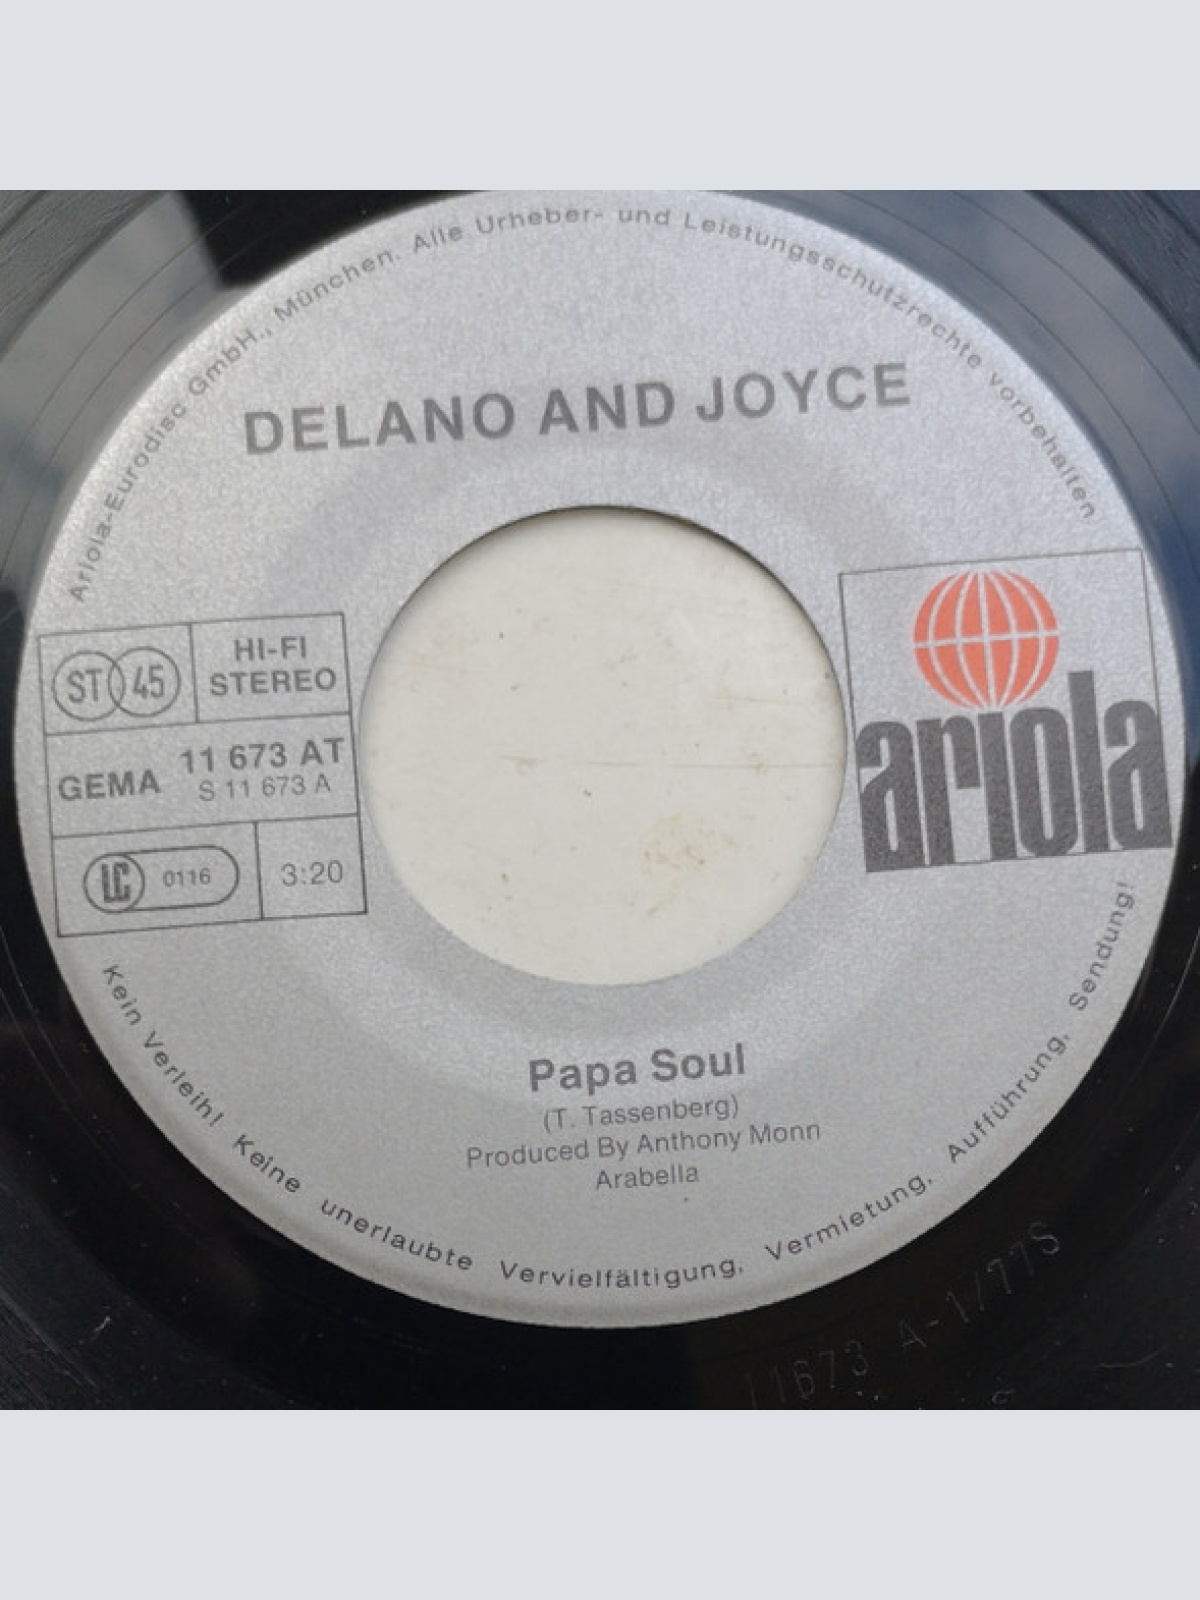 Ariola-Eurodisc GmbH., München. Alle Urheber- und Leistungsschutzrechte vorbehalten
DELANO AND JOYCE
ST 45
HI-FI
STEREO
GEMA
11 673 AT
S 11 673 A
LC 0116
3:20
ariola
Papa Soul
(T. Tassenberg)
Produced By Anthony Monn
Arabella
Kein Verleih! Keine unerlaubte Vervielfältigung, Vermietung, Aufführung, Sendung!
11673 A-1/77S